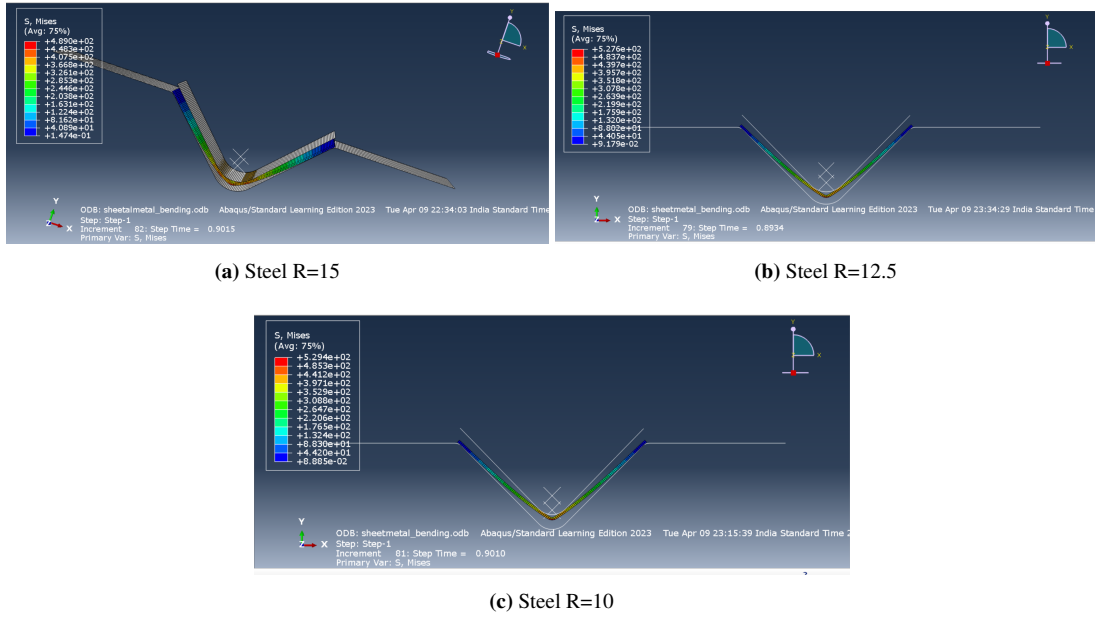 S, Mises
(Avg: 75%)
+4.890e+02
+4.483e+02
+4.075e+02
+3.668e+02
+3.261e+02
+2.853e+02
+2.446e+02
+2.038e+02
+1.631e+02
+1.224e+02
+8.162e+01
+4.089e+01
+1.474e-01
X
Y
Z X
ODB: sheetalmetal_bending.odb Abaqus/Standard Learning Edition 2023 Tue Apr 09 22:34:03 India Standard Time
Step: Step-1
Increment 82: Step Time = 0.9015
Primary Var: S, Mises
(a) Steel R=15
S, Mises
(Avg: 75%)
+5.276e+02
+4.837e+02
+4.397e+02
+3.957e+02
+3.518e+02
+3.078e+02
+2.639e+02
+2.199e+02
+1.759e+02
+1.320e+02
+8.802e+01
+4.405e+01
+9.179e-02
Y
X
Y
Z X
ODB: sheetmetal_bending.odb Abaqus/Standard Learning Edition 2023 Tue Apr 09 23:34:29 India Standard Time
Step: Step-1
Increment 79: Step Time = 0.8934
Primary Var: S, Mises
(b) Steel R=12.5
S, Mises
(Avg: 75%)
+5.294e+02
+4.853e+02
+4.412e+02
+3.971e+02
+3.529e+02
+3.088e+02
+2.647e+02
+2.206e+02
+1.765e+02
+1.324e+02
+8.830e+01
+4.420e+01
+8.885e-02
Y
X
Y
Z X
ODB: sheetmetal_bending.odb Abaqus/Standard Learning Edition 2023 Tue Apr 09 23:15:39 India Standard Time 2
Step: Step-1
Increment 81: Step Time = 0.9010
Primary Var: S, Mises
(c) Steel R=10